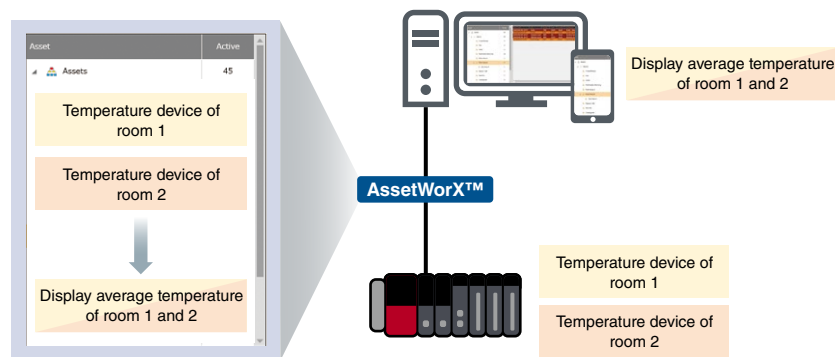 Asset Active
Assets 45
Temperature device of
room 1
Temperature device of
room 2
Display average temperature
of room 1 and 2
Display average temperature
of room 1 and 2
AssetWorX™
Temperature device of
room 1
Temperature device of
room 2